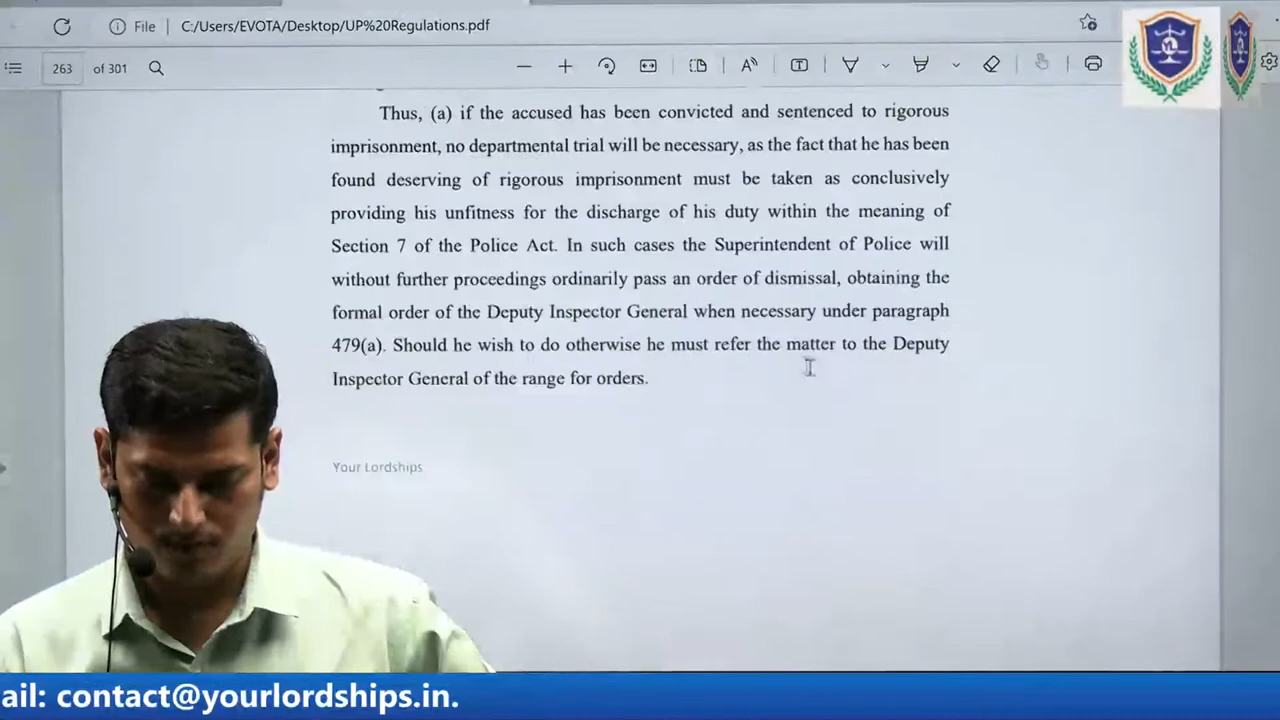 File
C:/Users/EVOTA/Desktop/UP%20Regulations.pdf
263 of 301
Thus, (a) if the accused has been convicted and sentenced to rigorous
imprisonment, no departmental trial will be necessary, as the fact that he has been
found deserving of rigorous imprisonment must be taken as conclusively
providing his unfitness for the discharge of his duty within the meaning of
Section 7 of the Police Act. In such cases the Superintendent of Police will
without further proceedings ordinarily pass an order of dismissal, obtaining the
formal order of the Deputy Inspector General when necessary under paragraph
479(a). Should he wish to do otherwise he must refer the matter to the Deputy
Inspector General of the range for orders.
Your Lordships
ail: contact@yourlordships.in.